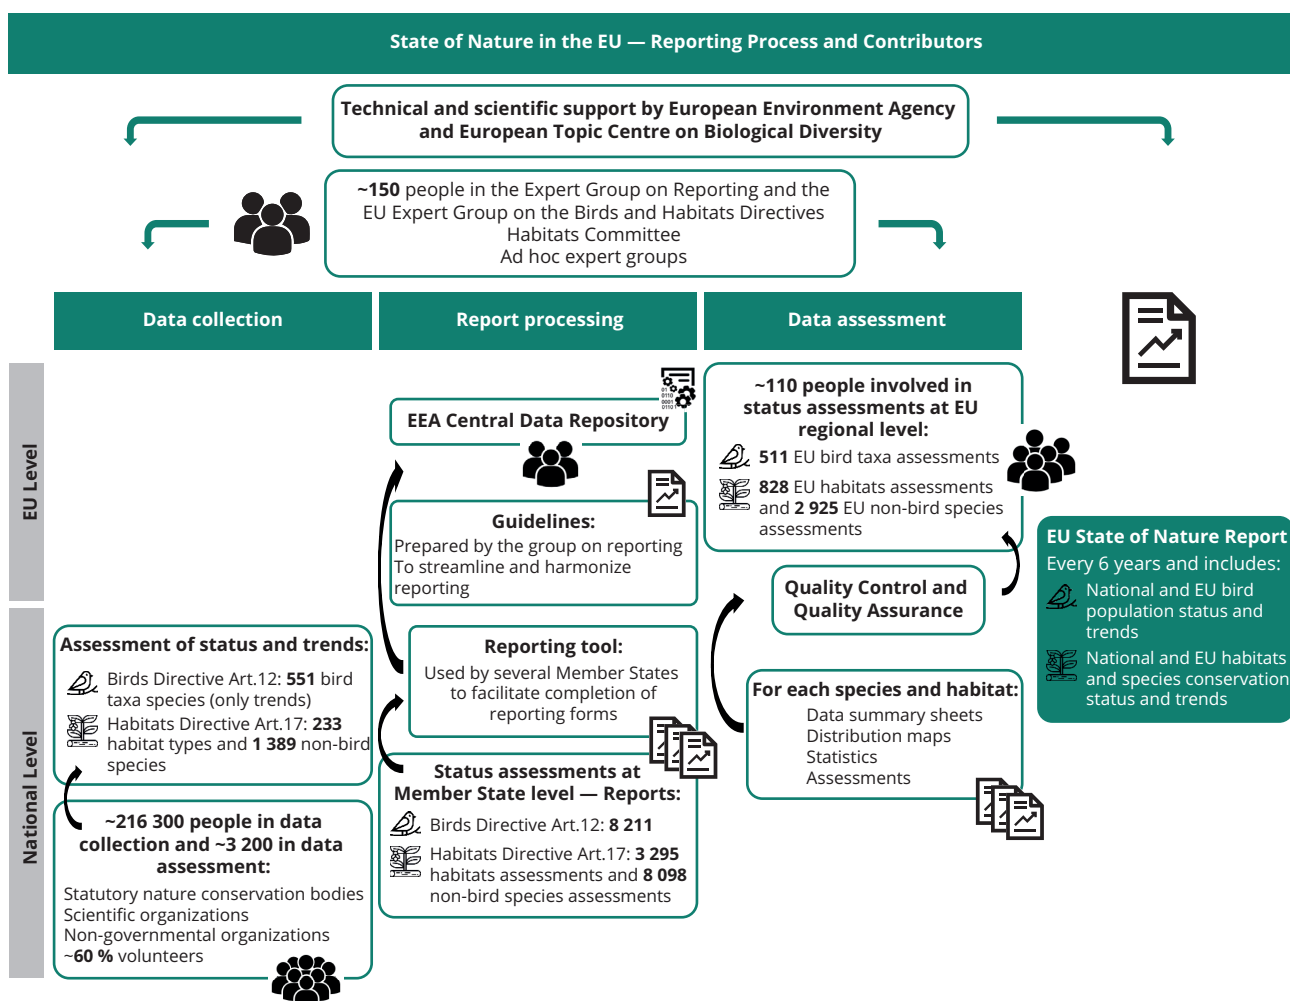 State of Nature in the EU — Reporting Process and Contributors
Technical and scientific support by European Environment Agency
and European Topic Centre on Biological Diversity
~150 people in the Expert Group on Reporting and the
EU Expert Group on the Birds and Habitats Directives
Habitats Committee
Ad hoc expert groups
Data collection
Report processing
Data assessment
EU Level
National Level
Assessment of status and trends:
Birds Directive Art.12: 551 bird
taxa species (only trends)
Habitats Directive Art.17: 233
habitat types and 1 389 non-bird
species
~216 300 people in data
collection and ~3 200 in data
assessment:
Statutory nature conservation bodies
Scientific organizations
Non-governmental organizations
~60 % volunteers
01
0110
0001
01101
EEA Central Data Repository
Guidelines:
Prepared by the group on reporting
To streamline and harmonize
reporting
Reporting tool:
Used by several Member States
to facilitate completion of
reporting forms
Status assessments at
Member State level — Reports:
Birds Directive Art.12: 8 211
Habitats Directive Art.17: 3 295
habitats assessments and 8 098
non-bird species assessments
~110 people involved in
status assessments at EU
regional level:
511 EU bird taxa assessments
828 EU habitats assessments
and 2 925 EU non-bird species
assessments
Quality Control and
Quality Assurance
For each species and habitat:
Data summary sheets
Distribution maps
Statistics
Assessments
EU State of Nature Report
Every 6 years and includes:
National and EU bird
population status and
trends
National and EU habitats
and species conservation
status and trends